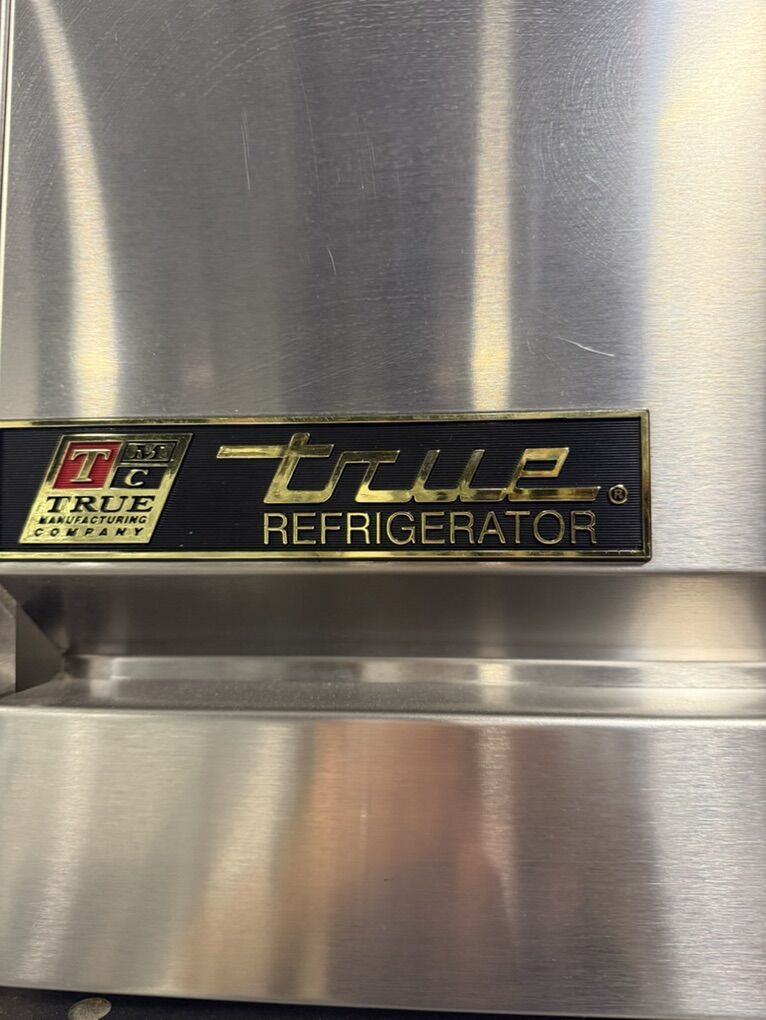 T M
C
TRUE
MANUFACTURING
COMPANY
true®
REFRIGERATOR